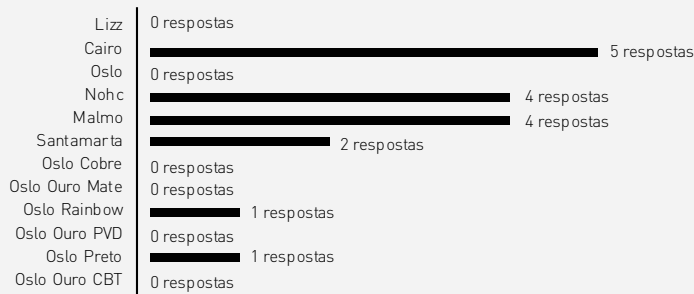 Lizz 0 respostas
Cairo 5 respostas
Oslo 0 respostas
Nohc 4 respostas
Malmo 4 respostas
Santamarta 2 respostas
Oslo Cobre 0 respostas
Oslo Ouro Mate 0 respostas
Oslo Rainbow 1 respostas
Oslo Ouro PVD 0 respostas
Oslo Preto 1 respostas
Oslo Ouro CBT 0 respostas